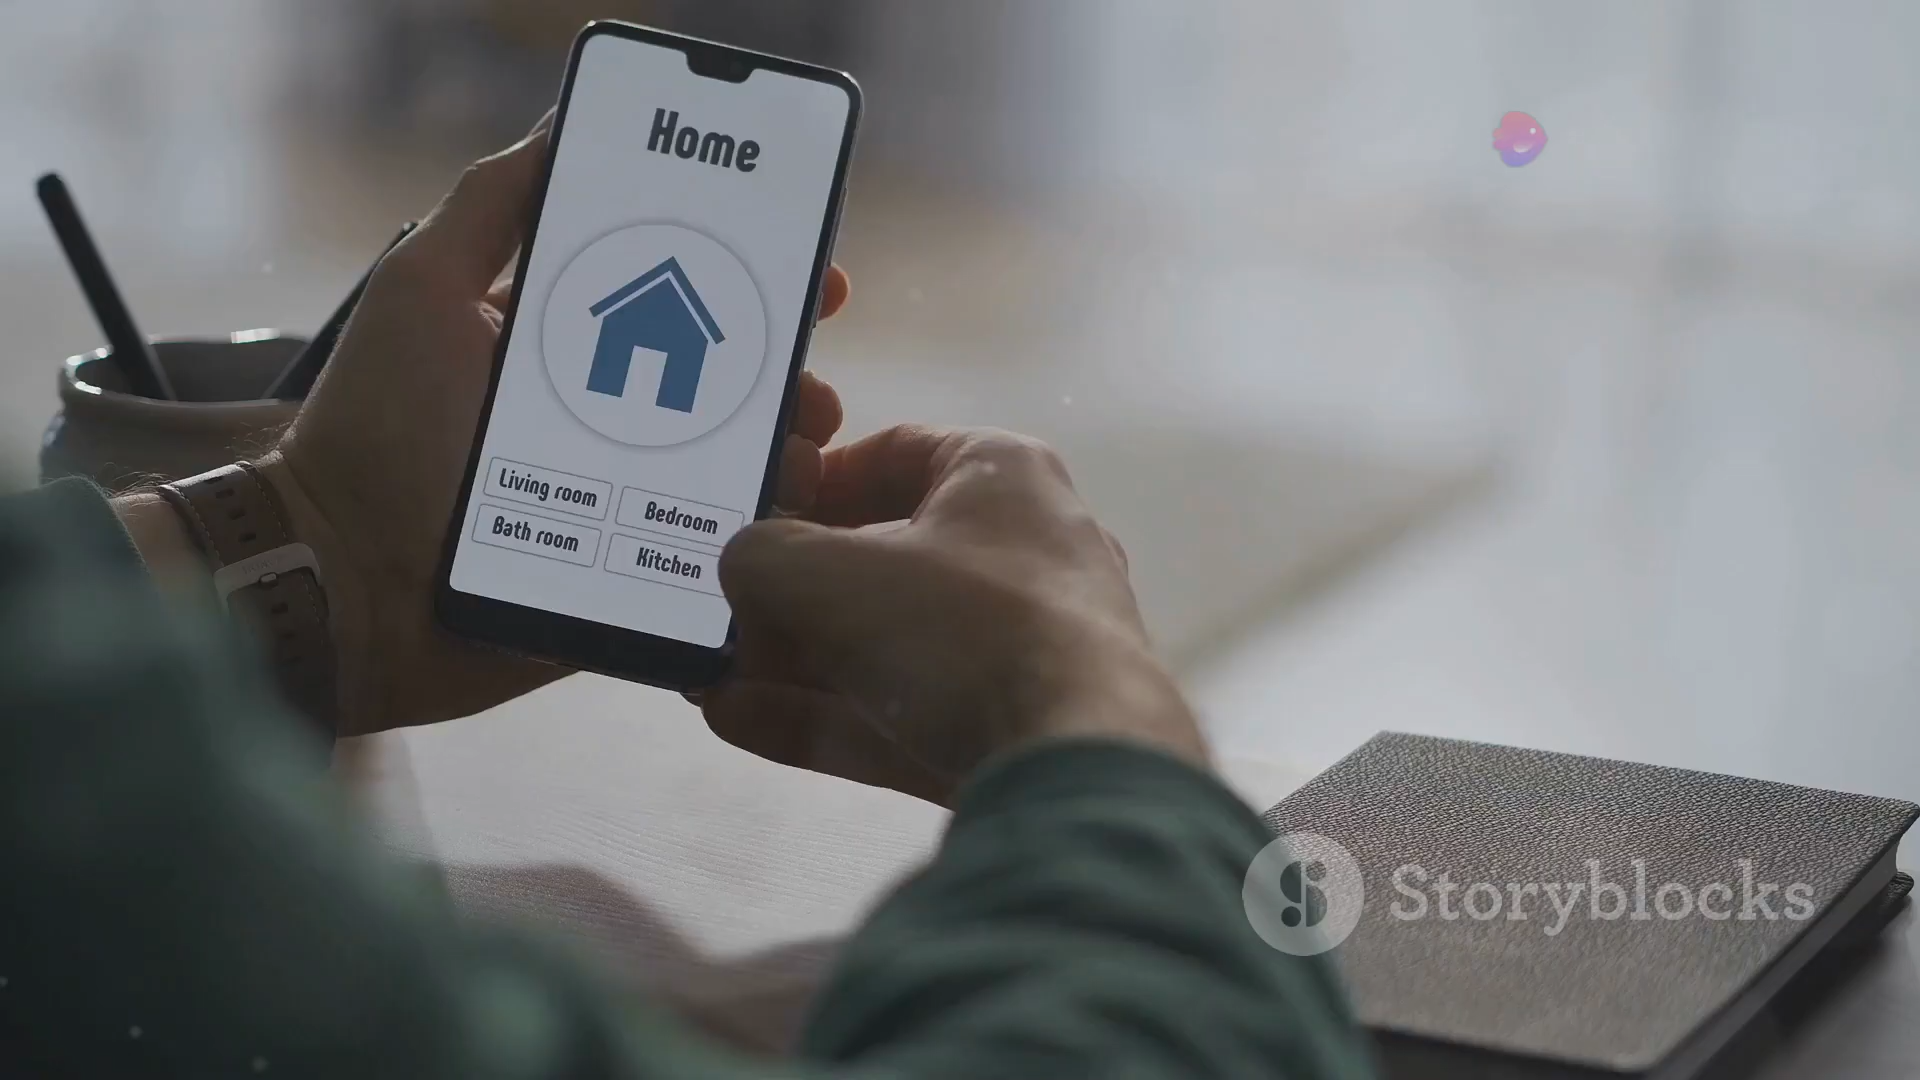 Home
Living room
Bedroom
Bath room
Kitchen
Storyblocks